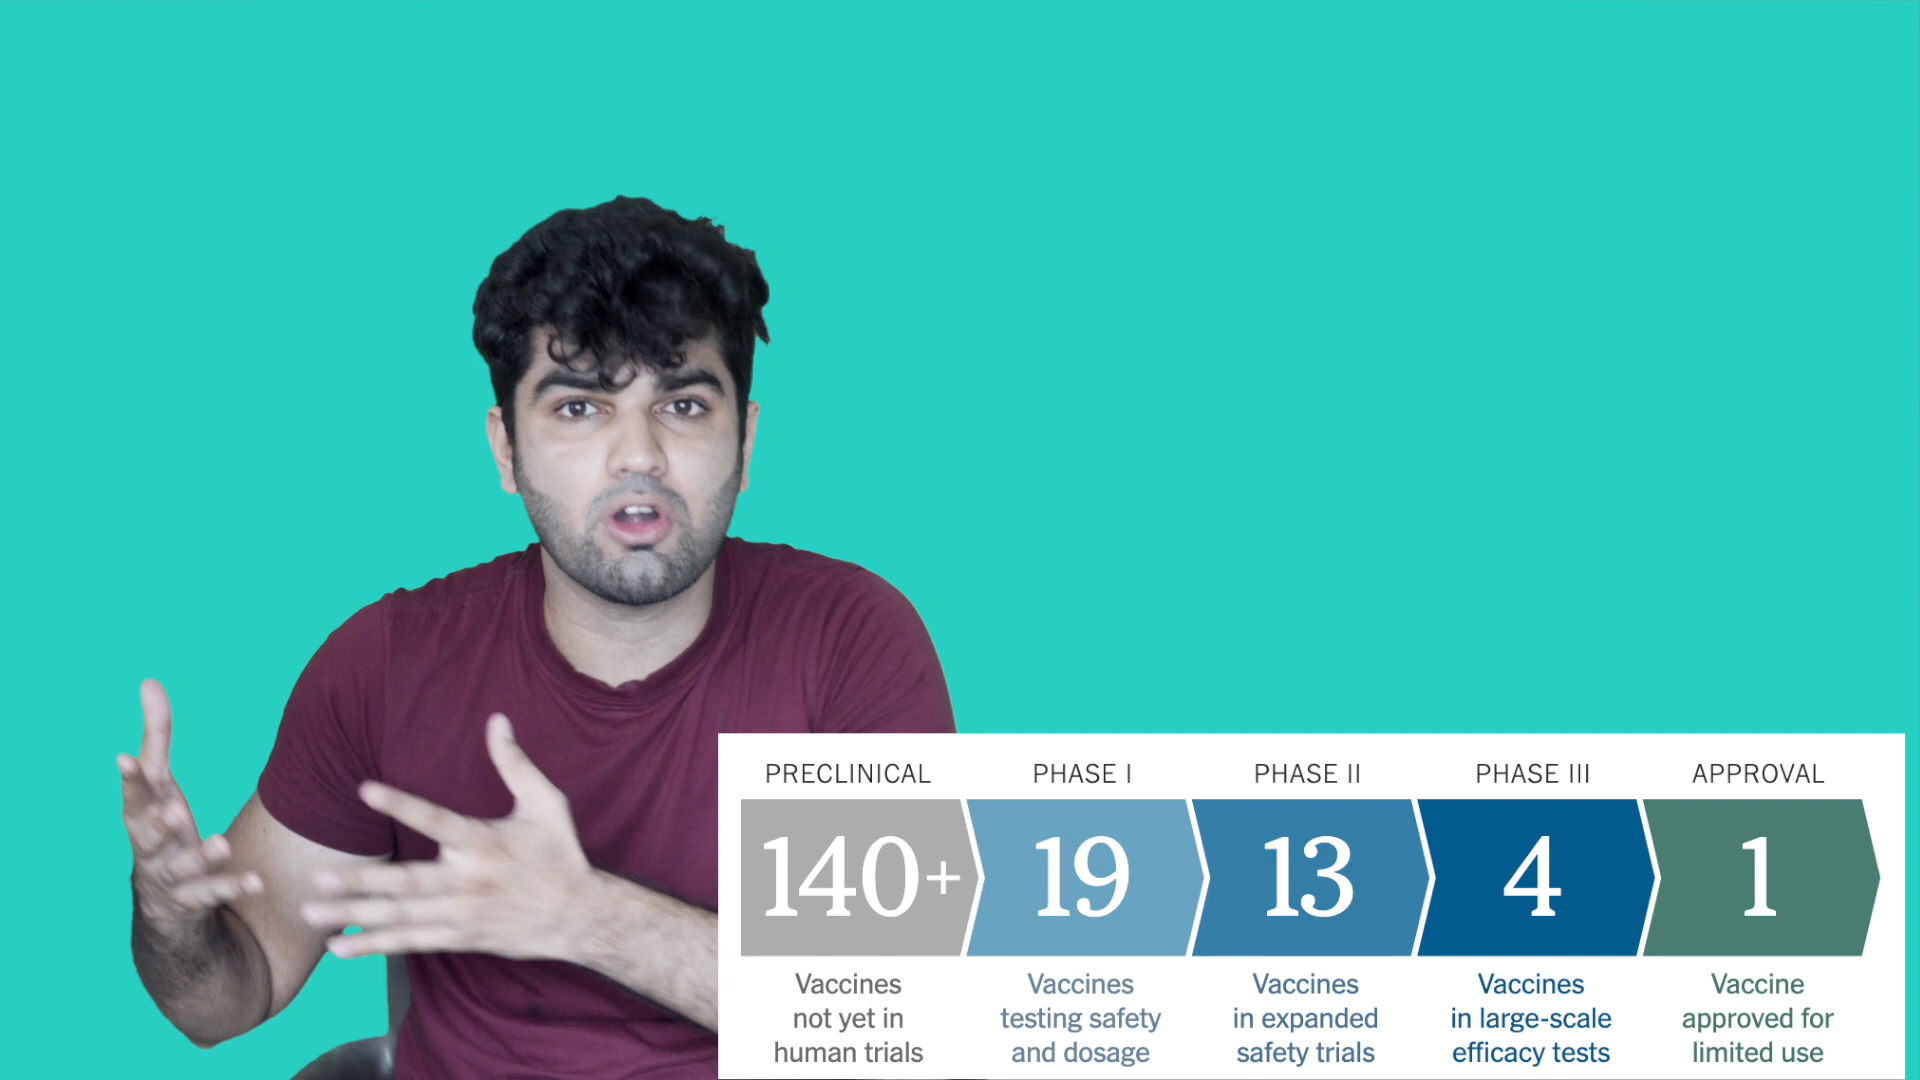 PRECLINICAL
PHASE I
PHASE II
PHASE III
APPROVAL
140+
19
13
4
1
Vaccines
not yet in
human trials
Vaccines
testing safety
and dosage
Vaccines
in expanded
safety trials
Vaccines
in large-scale
efficacy tests
Vaccine
approved for
limited use